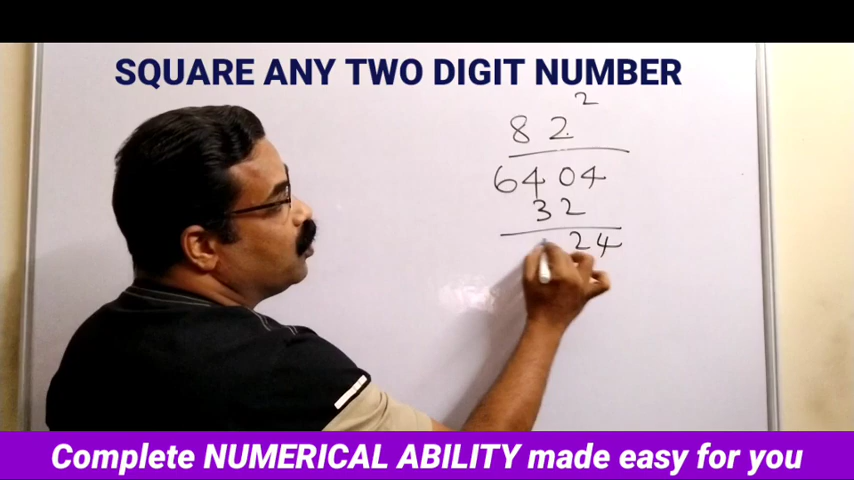 SQUARE ANY TWO DIGIT NUMBER
82²
6404
32
24
Complete NUMERICAL ABILITY made easy for you